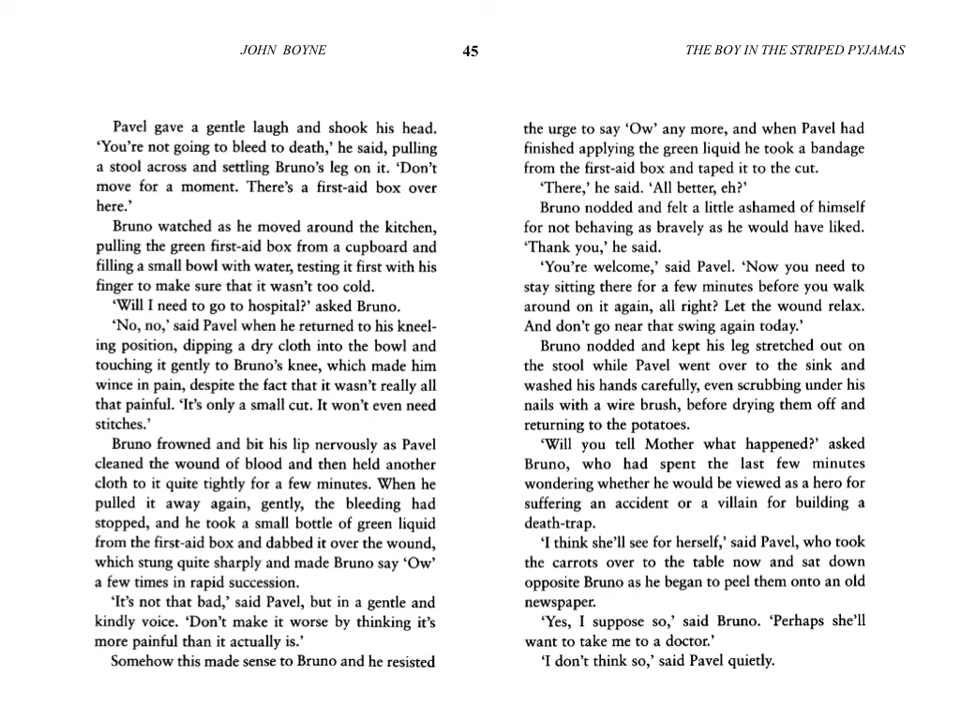 JOHN BOYNE
45
THE BOY IN THE STRIPED PYJAMAS
Pavel gave a gentle laugh and shook his head.
‘You’re not going to bleed to death,’ he said, pulling
a stool across and settling Bruno’s leg on it. ‘Don’t
move for a moment. There’s a first-aid box over
here.’
Bruno watched as he moved around the kitchen,
pulling the green first-aid box from a cupboard and
filling a small bowl with water, testing it first with his
finger to make sure that it wasn’t too cold.
‘Will I need to go to hospital?’ asked Bruno.
‘No, no,’ said Pavel when he returned to his kneel-
ing position, dipping a dry cloth into the bowl and
touching it gently to Bruno’s knee, which made him
wince in pain, despite the fact that it wasn’t really all
that painful. ‘It’s only a small cut. It won’t even need
stitches.’
Bruno frowned and bit his lip nervously as Pavel
cleaned the wound of blood and then held another
cloth to it quite tightly for a few minutes. When he
pulled it away again, gently, the bleeding had
stopped, and he took a small bottle of green liquid
from the first-aid box and dabbed it over the wound,
which stung quite sharply and made Bruno say ‘Ow’
a few times in rapid succession.
‘It’s not that bad,’ said Pavel, but in a gentle and
kindly voice. ‘Don’t make it worse by thinking it’s
more painful than it actually is.’
Somehow this made sense to Bruno and he resisted
the urge to say ‘Ow’ any more, and when Pavel had
finished applying the green liquid he took a bandage
from the first-aid box and taped it to the cut.
‘There,’ he said. ‘All better, eh?’
Bruno nodded and felt a little ashamed of himself
for not behaving as bravely as he would have liked.
‘Thank you,’ he said.
‘You’re welcome,’ said Pavel. ‘Now you need to
stay sitting there for a few minutes before you walk
around on it again, all right? Let the wound relax.
And don’t go near that swing again today.’
Bruno nodded and kept his leg stretched out on
the stool while Pavel went over to the sink and
washed his hands carefully, even scrubbing under his
nails with a wire brush, before drying them off and
returning to the potatoes.
‘Will you tell Mother what happened?’ asked
Bruno, who had spent the last few minutes
wondering whether he would be viewed as a hero for
suffering an accident or a villain for building a
death-trap.
‘I think she’ll see for herself,’ said Pavel, who took
the carrots over to the table now and sat down
opposite Bruno as he began to peel them onto an old
newspaper.
‘Yes, I suppose so,’ said Bruno. ‘Perhaps she’ll
want to take me to a doctor.’
‘I don’t think so,’ said Pavel quietly.